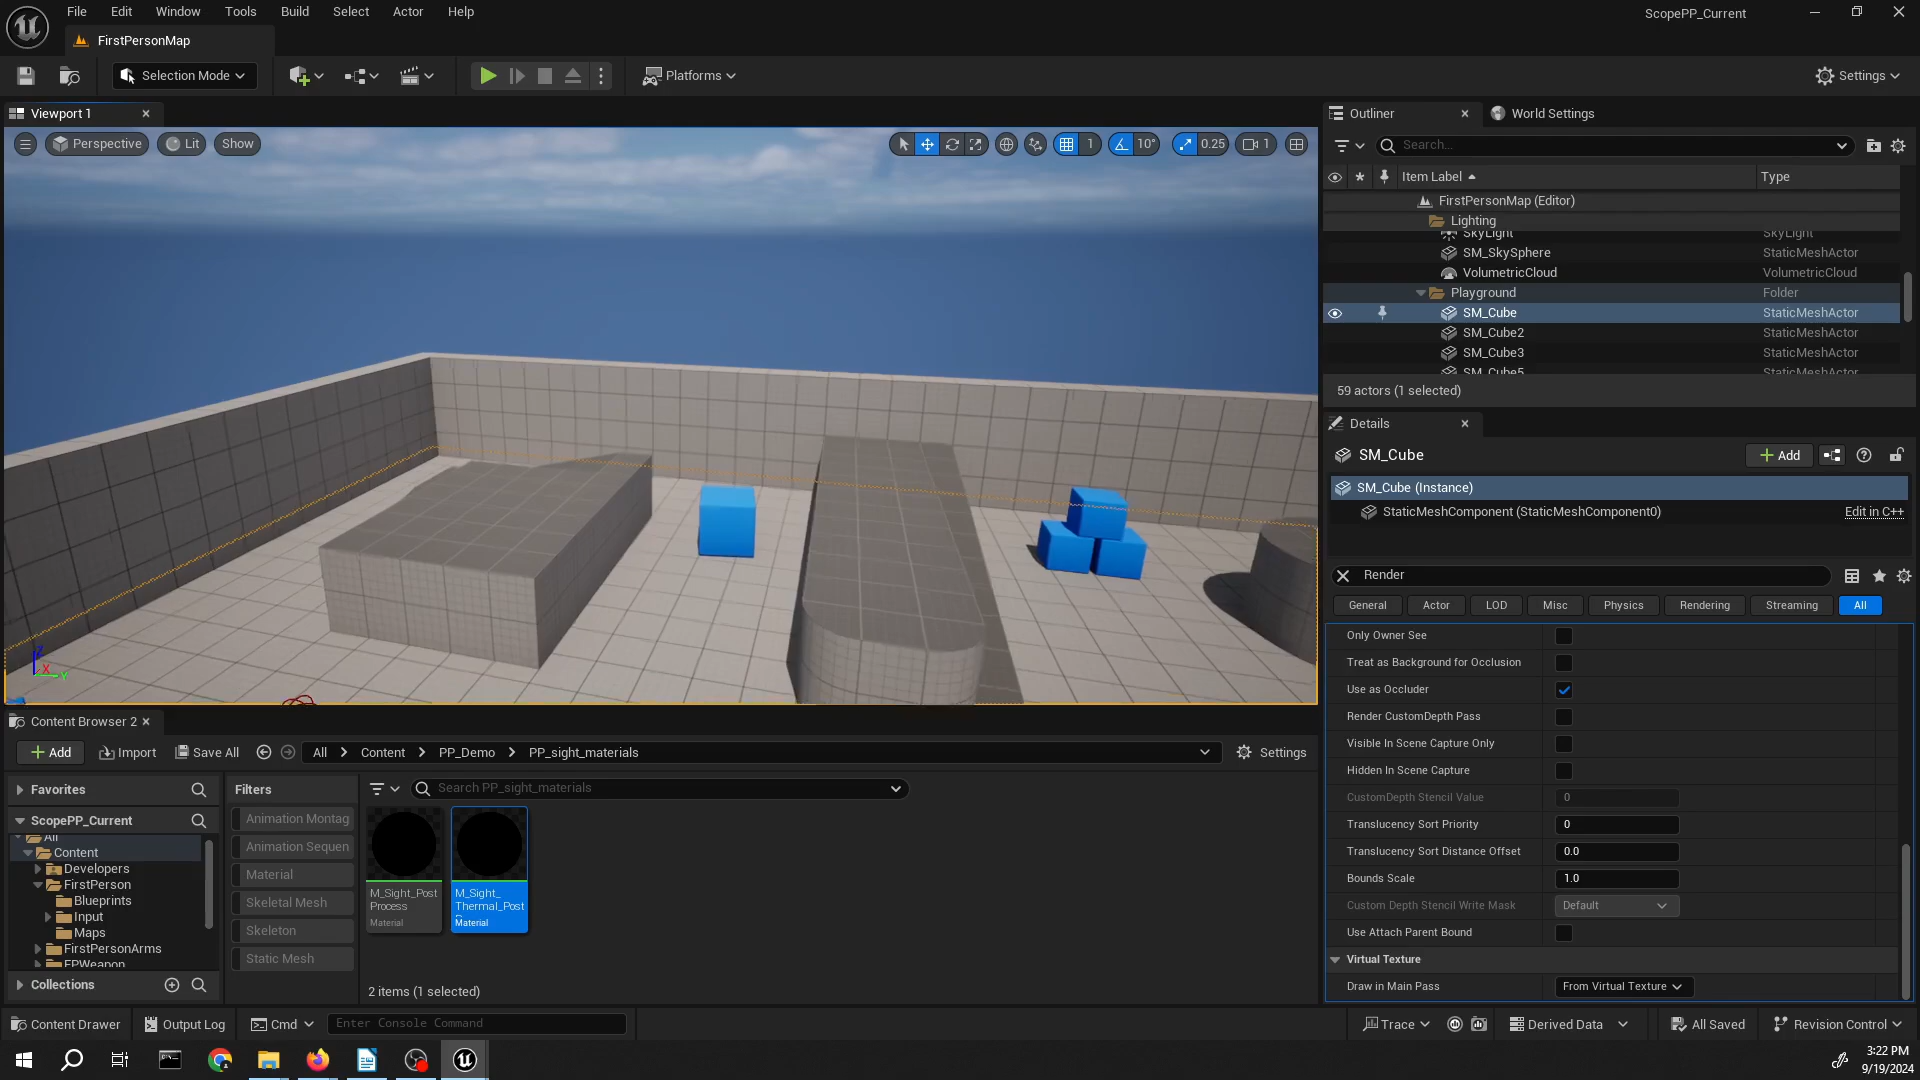 File Edit Window Tools Build Select Actor Help
ScopePP_Current
FirstPersonMap
Selection Mode
Platforms
Settings
Viewport 1
Perspective
Lit
Show
1
10°
0.25
1
Outliner
World Settings
Search...
Item Label
Type
FirstPersonMap (Editor)
Lighting
SkyLight SkyLight
SM_SkySphere StaticMeshActor
VolumetricCloud VolumetricCloud
Playground Folder
SM_Cube StaticMeshActor
SM_Cube2 StaticMeshActor
SM_Cube3 StaticMeshActor
SM_Cube5 StaticMeshActor
59 actors (1 selected)
Details
SM_Cube
Add
SM_Cube (Instance)
StaticMeshComponent (StaticMeshComponent0) Edit in C++
Render
General Actor LOD Misc Physics Rendering Streaming All
Only Owner See
Treat as Background for Occlusion
Use as Occluder
Render CustomDepth Pass
Visible In Scene Capture Only
Hidden In Scene Capture
CustomDepth Stencil Value 0
Translucency Sort Priority 0
Translucency Sort Distance Offset 0.0
Bounds Scale 1.0
Custom Depth Stencil Write Mask Default
Use Attach Parent Bound
Virtual Texture
Draw in Main Pass From Virtual Texture
Z X Y
Content Browser 2
Add Import Save All All Content PP_Demo PP_sight_materials Settings
Favorites
ScopePP_Current
All
Content
Developers
FirstPerson
Blueprints
Input
Maps
FirstPersonArms
FPWeapon
Collections
Filters
Animation Montag
Animation Sequen
Material
Skeletal Mesh
Skeleton
Static Mesh
Search PP_sight_materials
M_Sight_Post
Process
Material
M_Sight_
Thermal_Post
Material
2 items (1 selected)
Content Drawer
Output Log
Cmd
Enter Console Command
Trace
Derived Data
All Saved
Revision Control
3:22 PM
9/19/2024